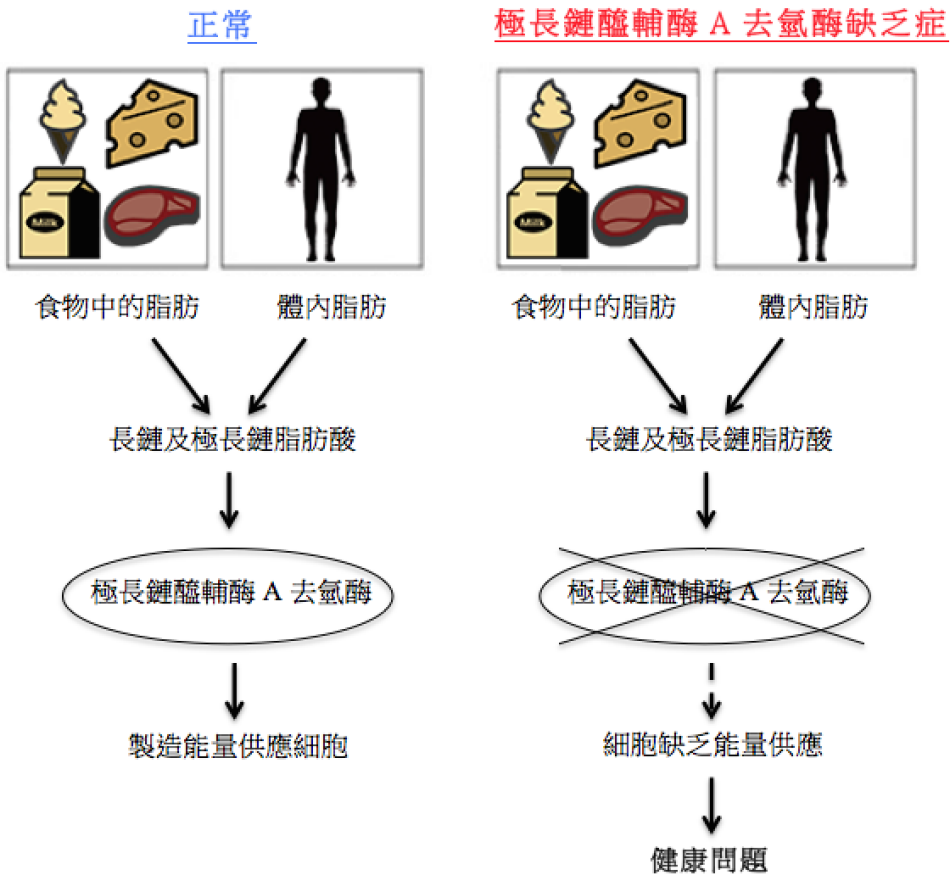 正常
Milk
食物中的脂肪
體內脂肪
長鏈及極長鏈脂肪酸
極長鏈醯輔酶 A 去氫酶
製造能量供應細胞
極長鏈醯輔酶 A 去氫酶缺乏症
Milk
食物中的脂肪
體內脂肪
長鏈及極長鏈脂肪酸
極長鏈醯輔酶 A 去氫酶
細胞缺乏能量供應
健康問題